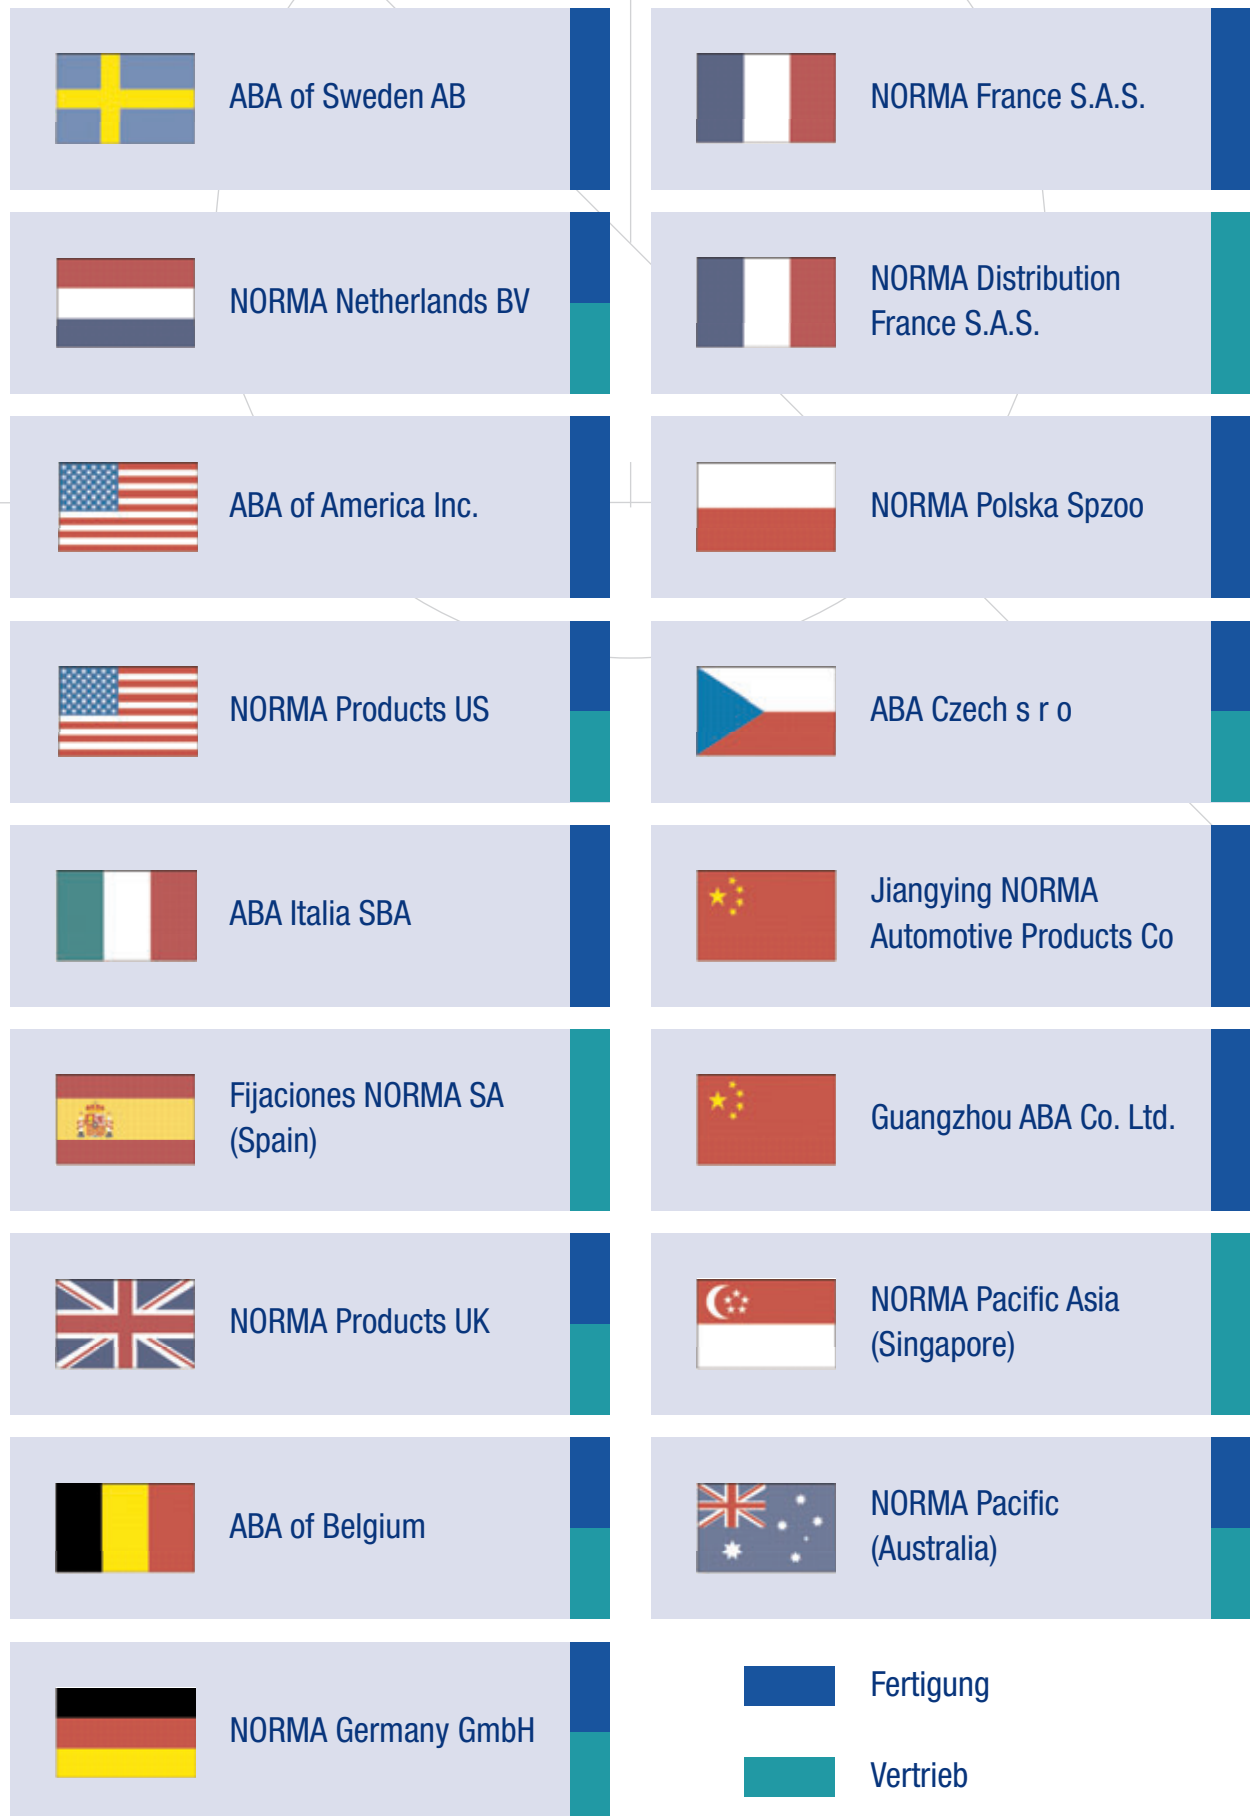 ABA of Sweden AB
NORMA Netherlands BV
ABA of America Inc.
NORMA Products US
ABA Italia SBA
Fijaciones NORMA SA
(Spain)
NORMA Products UK
ABA of Belgium
NORMA Germany GmbH
NORMA France S.A.S.
NORMA Distribution
France S.A.S.
NORMA Polska Spzoo
ABA Czech s r o
Jiangying NORMA
Automotive Products Co
Guangzhou ABA Co. Ltd.
NORMA Pacific Asia
(Singapore)
NORMA Pacific
(Australia)
Fertigung
Vertrieb